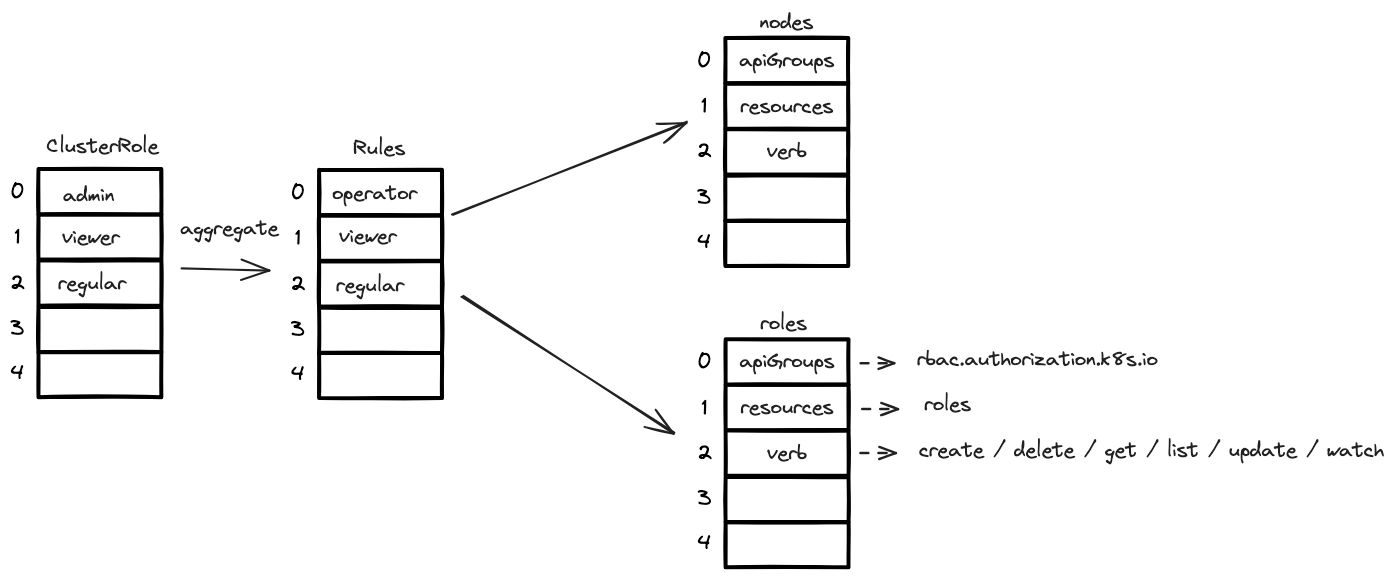 ClusterRole
0 admin
1 viewer
2 regular
3
4
aggregate
Rules
0 operator
1 viewer
2 regular
3
4
nodes
0 apiGroups
1 resources
2 verb
3
4
roles
0 apiGroups rbac.authorization.k8s.io
1 resources roles
2 verb create / delete / get / list / update / watch
3
4